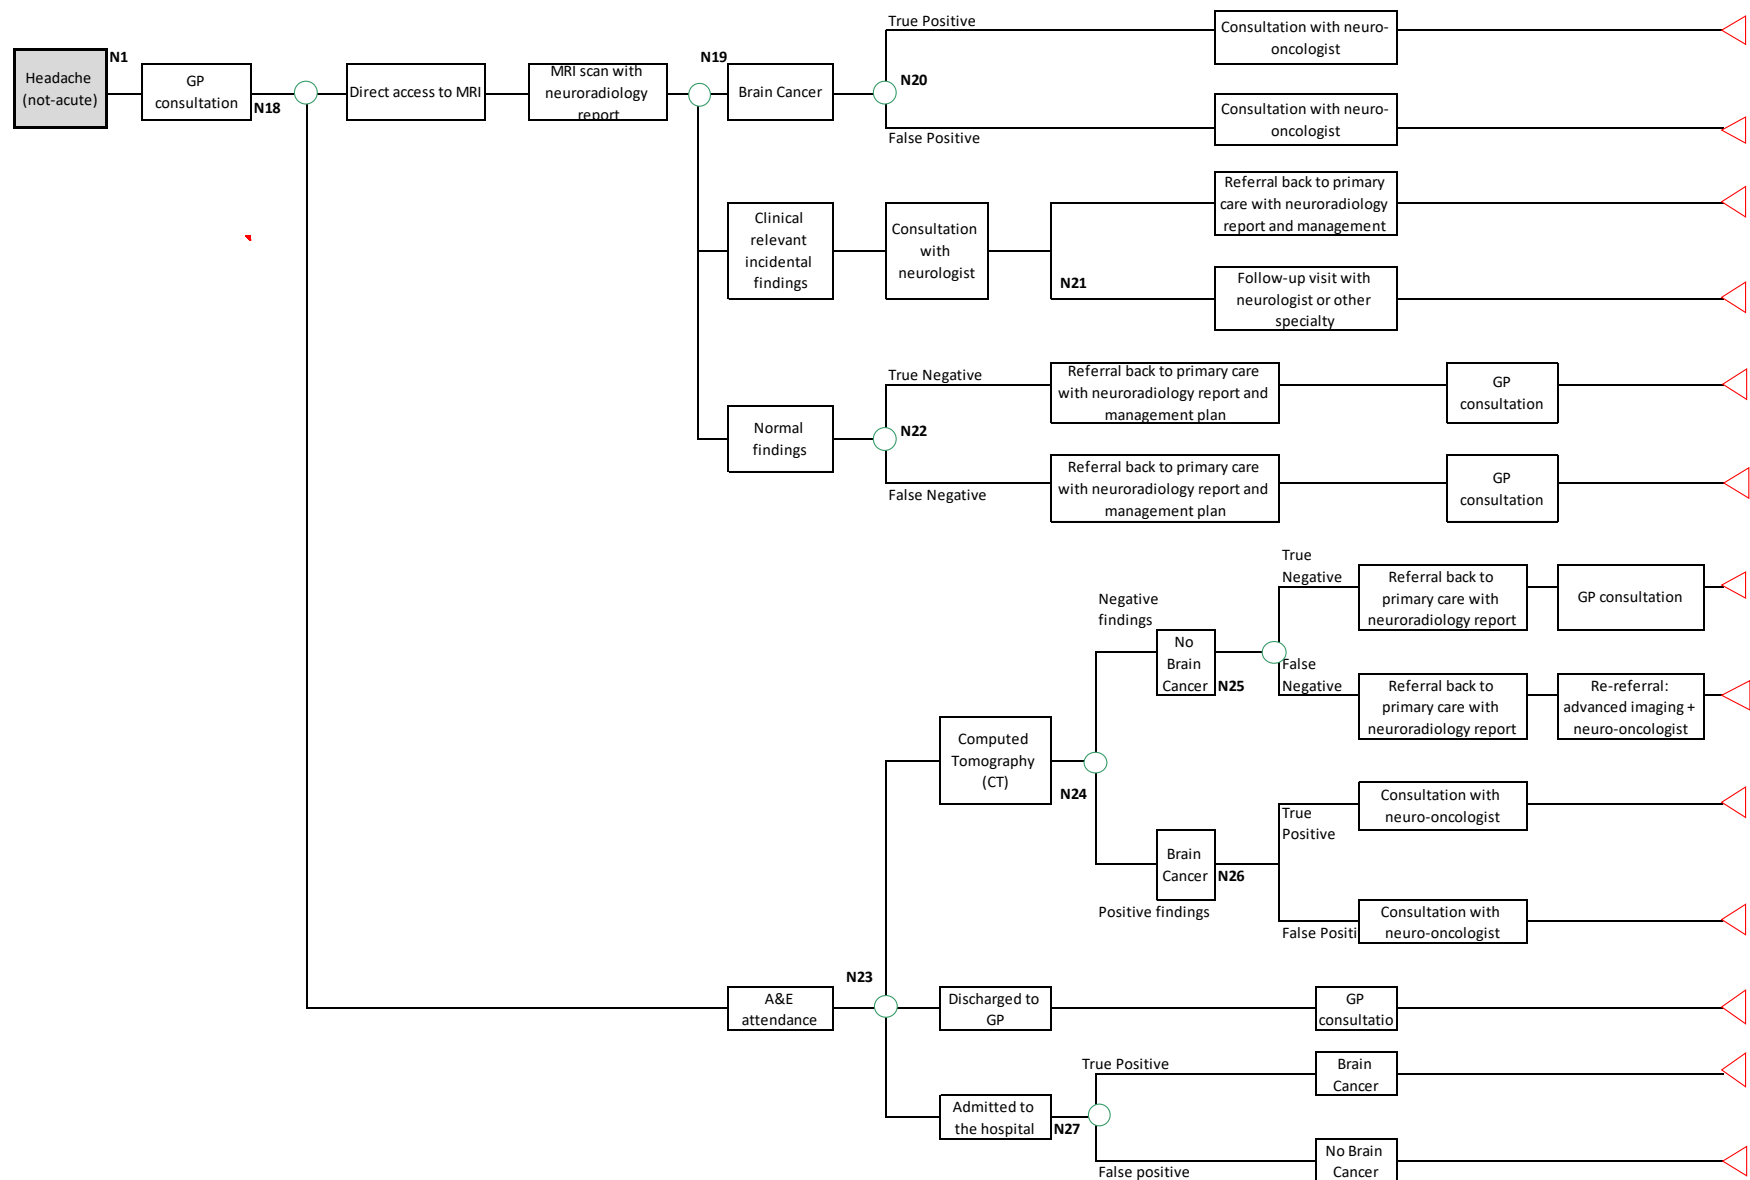 True Positive
Consultation with neuro-
oncologist
N1
Headache
(not-acute)
GP
consultation
N18
Direct access to MRI
MRI scan with
neuroradiology
report
N19
Brain Cancer
N20
Consultation with neuro-
oncologist
False Positive
Clinical
relevant
incidental
findings
Consultation
with
neurologist
Referral back to primary
care with neuroradiology
report and management
N21
Follow-up visit with
neurologist or other
specialty
True Negative
Referral back to primary care
with neuroradiology report and
management plan
GP
consultation
Normal
findings
N22
Referral back to primary care
with neuroradiology report and
management plan
GP
consultation
False Negative
True
Negative
Referral back to
primary care with
neuroradiology report
GP consultation
Negative
findings
No
Brain
Cancer
N25
False
Negative
Referral back to
primary care with
neuroradiology report
Re-referral:
advanced imaging +
neuro-oncologist
Computed
Tomography
(CT)
N24
True
Positive
Consultation with
neuro-oncologist
Brain
Cancer
N26
Positive findings
False Positi
Consultation with
neuro-oncologist
N23
A&E
attendance
Discharged to
GP
GP
consultatio
True Positive
Brain
Cancer
Admitted to
the hospital
N27
False positive
No Brain
Cancer